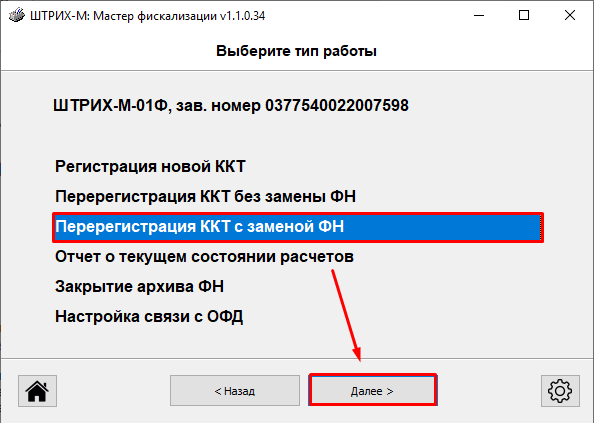 ШТРИХ-М: Мастер фискализации v1.1.0.34
Выберите тип работы
ШТРИХ-М-01Ф, зав. номер 0377540022007598
Регистрация новой ККТ
Перерегистрация ККТ без замены ФН
Перерегистрация ККТ с заменой ФН
Отчет о текущем состоянии расчетов
Закрытие архива ФН
Настройка связи с ОФД
< Назад
Далее >